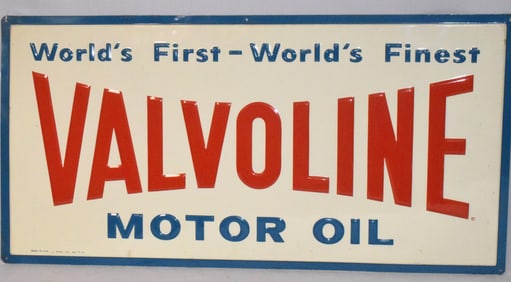 World's First - World's Finest
VALVOLINE
MOTOR OIL